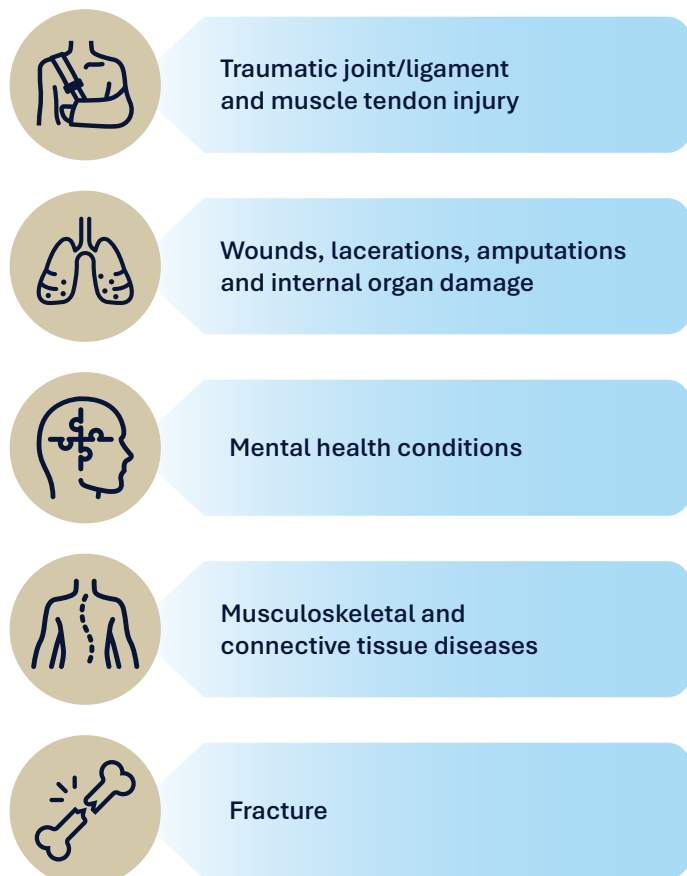 Traumatic joint/ligament
and muscle tendon injury
Wounds, lacerations, amputations
and internal organ damage
Mental health conditions
Musculoskeletal and
connective tissue diseases
Fracture